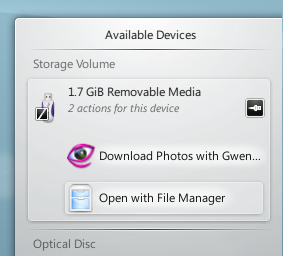 Available Devices
Storage Volume
1.7 GiB Removable Media
2 actions for this device
Download Photos with Gwen...
Open with File Manager
Optical Disc